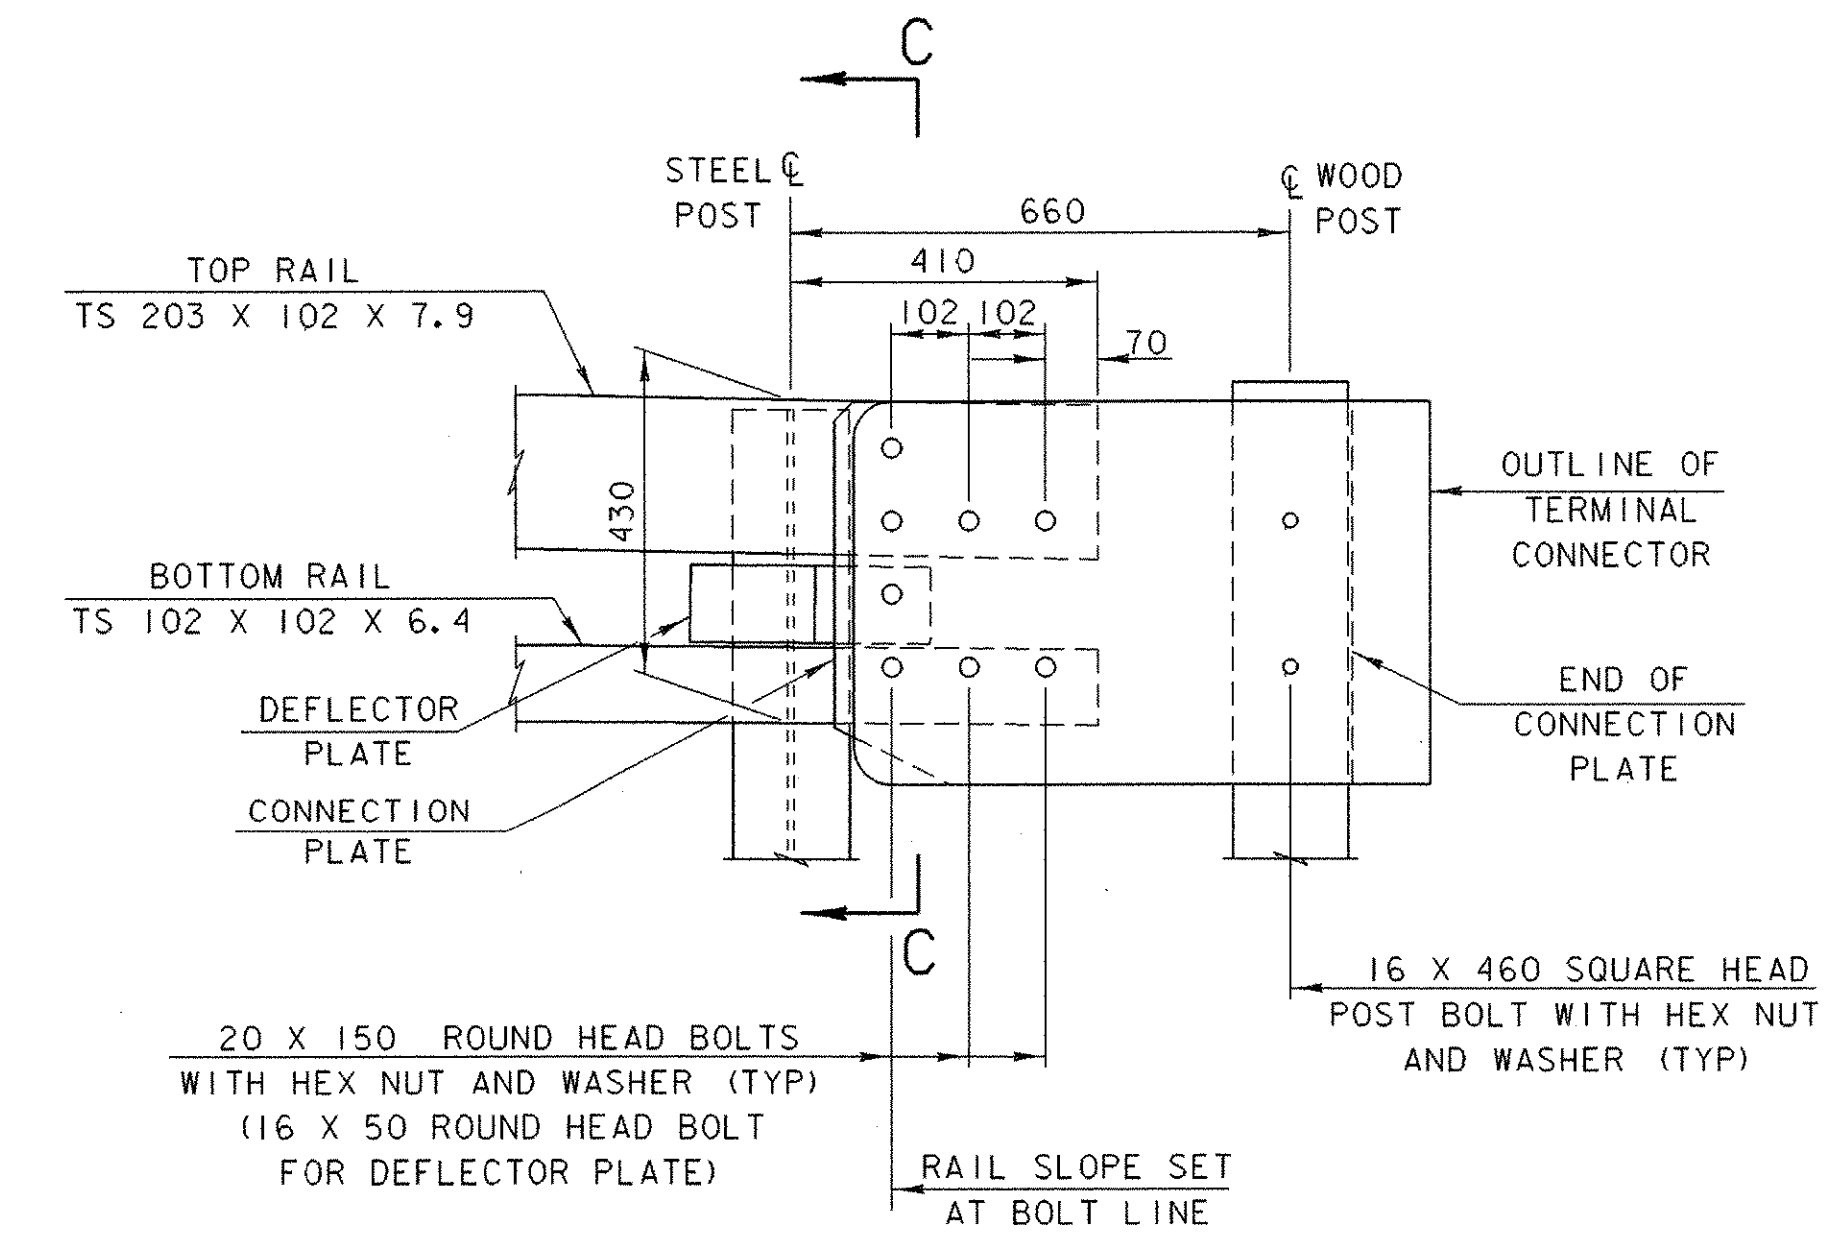 C
STEEL ℄
POST
℄ WOOD
POST
660
410
102 102
70
TOP RAIL
TS 203 X 102 X 7.9
430
BOTTOM RAIL
TS 102 X 102 X 6.4
OUTLINE OF
TERMINAL
CONNECTOR
DEFLECTOR
PLATE
CONNECTION
PLATE
END OF
CONNECTION
PLATE
C
16 X 460 SQUARE HEAD
POST BOLT WITH HEX NUT
AND WASHER (TYP)
20 X 150 ROUND HEAD BOLTS
WITH HEX NUT AND WASHER (TYP)
(16 X 50 ROUND HEAD BOLT
FOR DEFLECTOR PLATE)
RAIL SLOPE SET
AT BOLT LINE